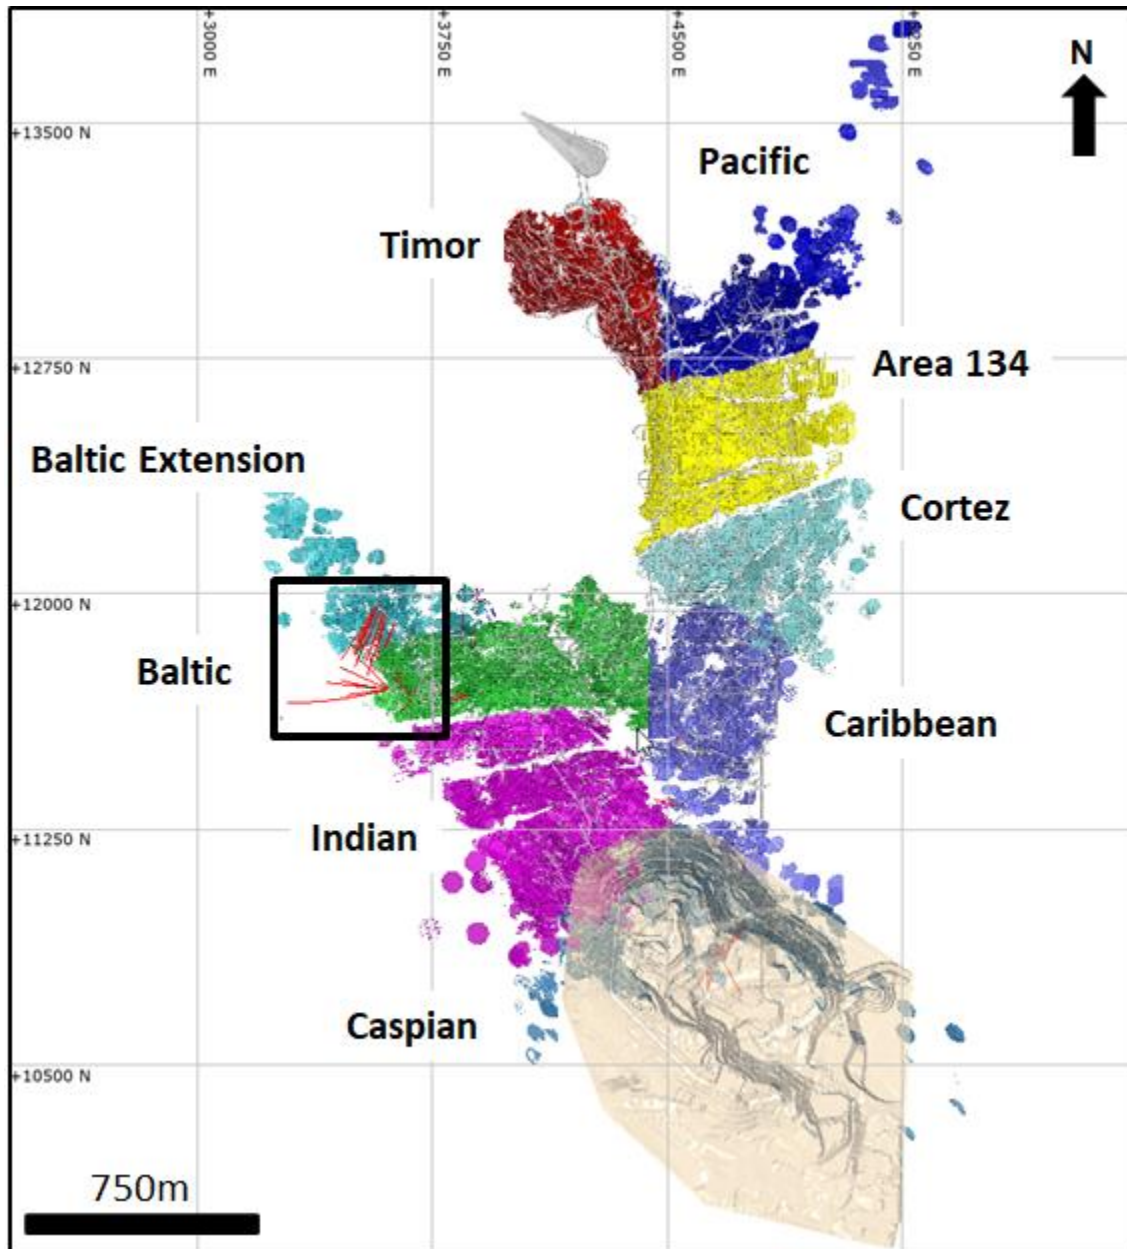 +3000 E
+3750 E
+4500 E
+5250 E
N
+13500 N
Pacific
Timor
+12750 N
Area 134
Baltic Extension
Cortez
+12000 N
Baltic
Caribbean
Indian
+11250 N
Caspian
+10500 N
750m